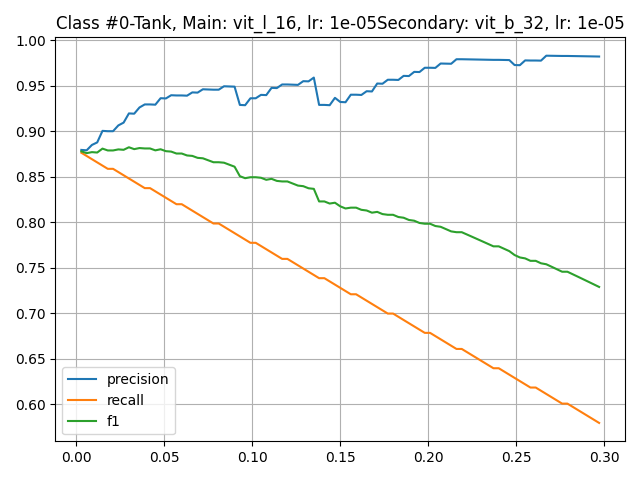 Class #0-Tank, Main: vit_l_16, lr: 1e-05Secondary: vit_b_32, lr: 1e-05
1.00
0.95
0.90
0.85
0.80
0.75
0.70
0.65
0.60
precision
recall
f1
0.00 0.05 0.10 0.15 0.20 0.25 0.30